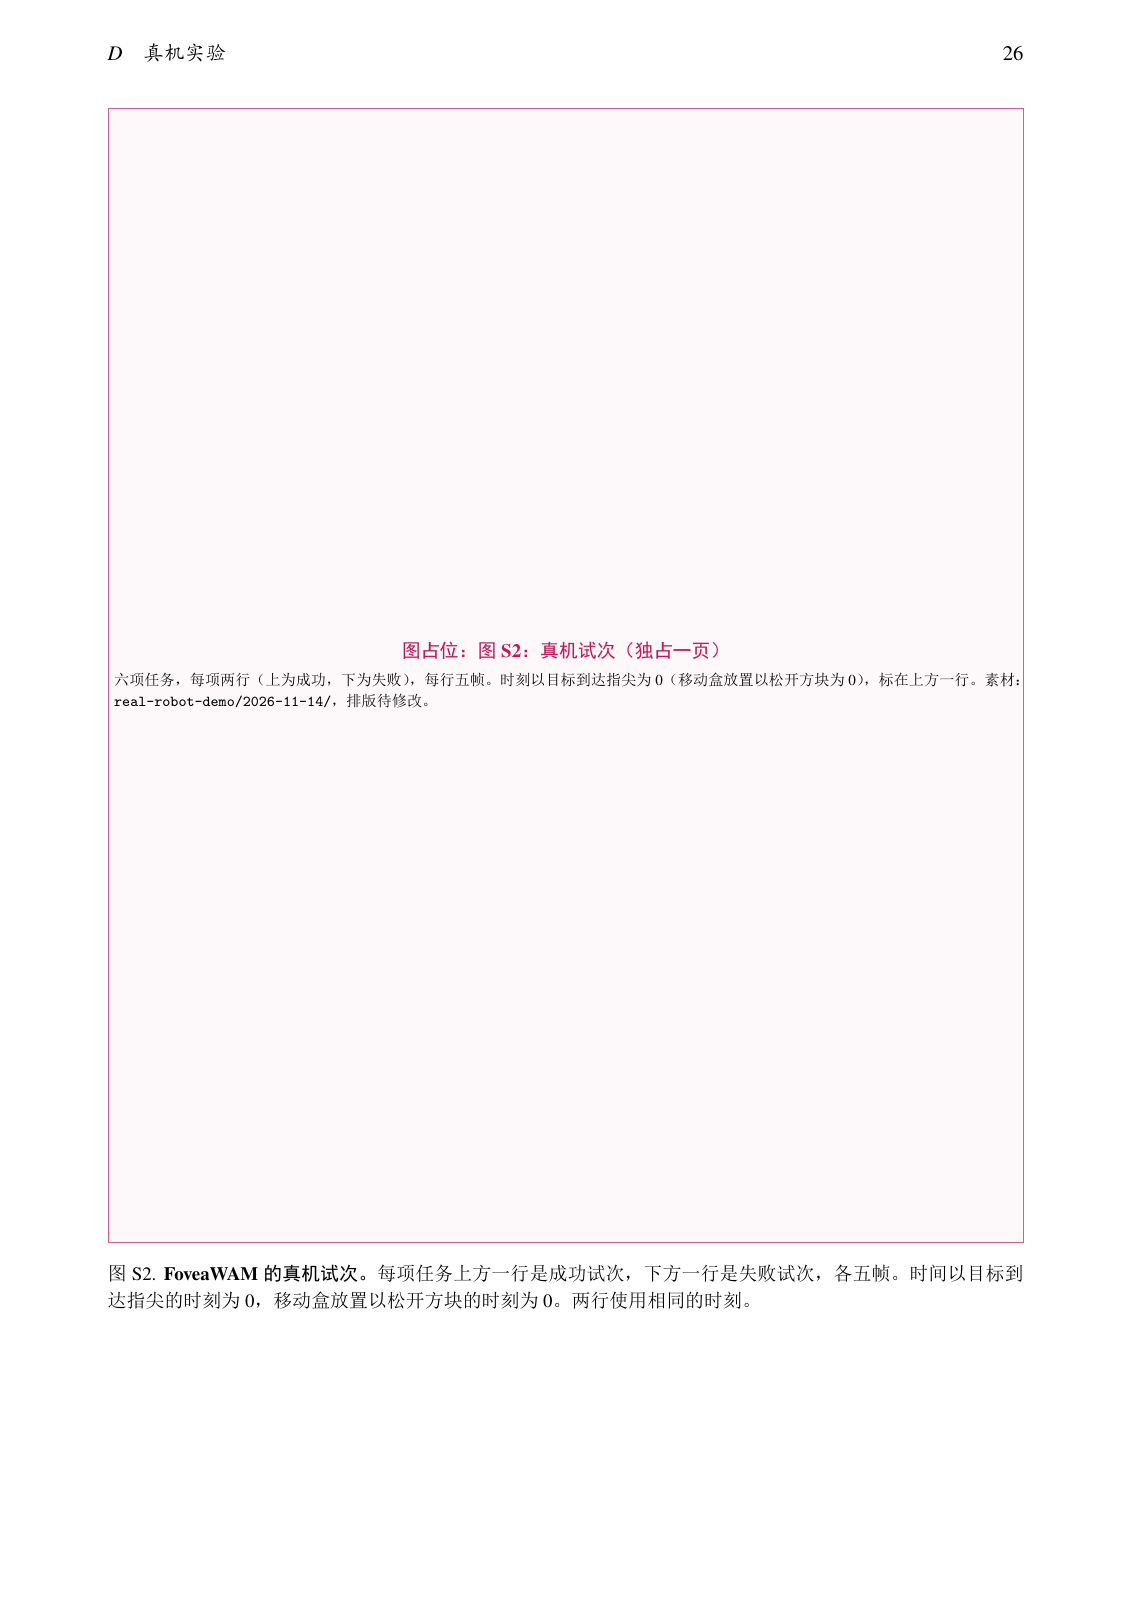 D 真机实验 26
图占位：图 S2：真机试次（独占一页）
六项任务，每项两行（上为成功，下为失败），每行五帧。时刻以目标到达指尖为 0（移动盒放置以松开方块为 0），标在上方一行。素材：
real-robot-demo/2026-11-14/，排版待修改。
图 S2. FoveaWAM 的真机试次。每项任务上方一行是成功试次，下方一行是失败试次，各五帧。时间以目标到
达指尖的时刻为 0，移动盒放置以松开方块的时刻为 0。两行使用相同的时刻。